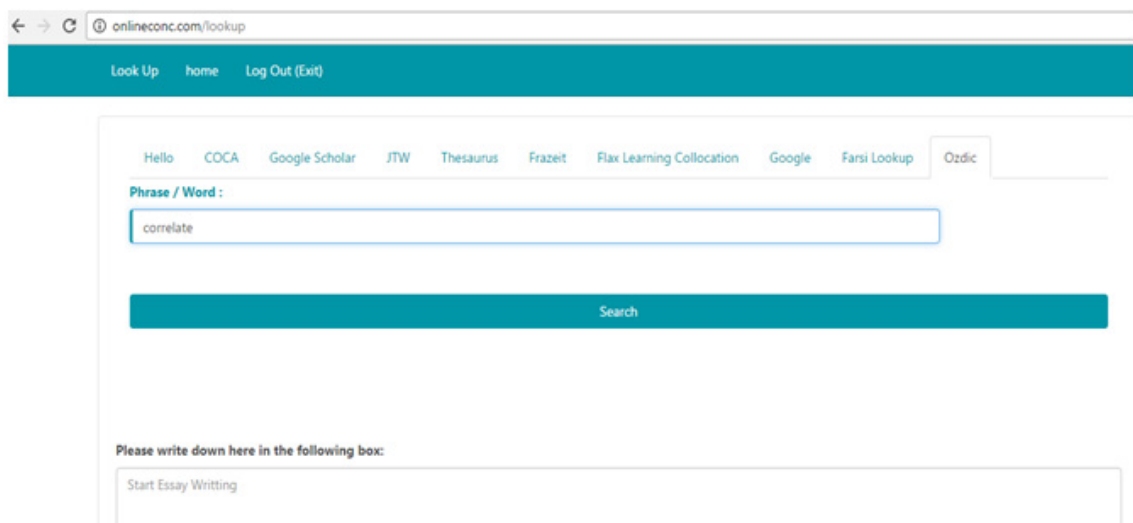 onlineconc.com/lookup
Look Up home Log Out (Exit)
Hello COCA Google Scholar JTW Thesaurus Frazeit Flax Learning Collocation Google Farsi Lookup Ozdic
Phrase / Word :
correlate
Search
Please write down here in the following box:
Start Essay Writting